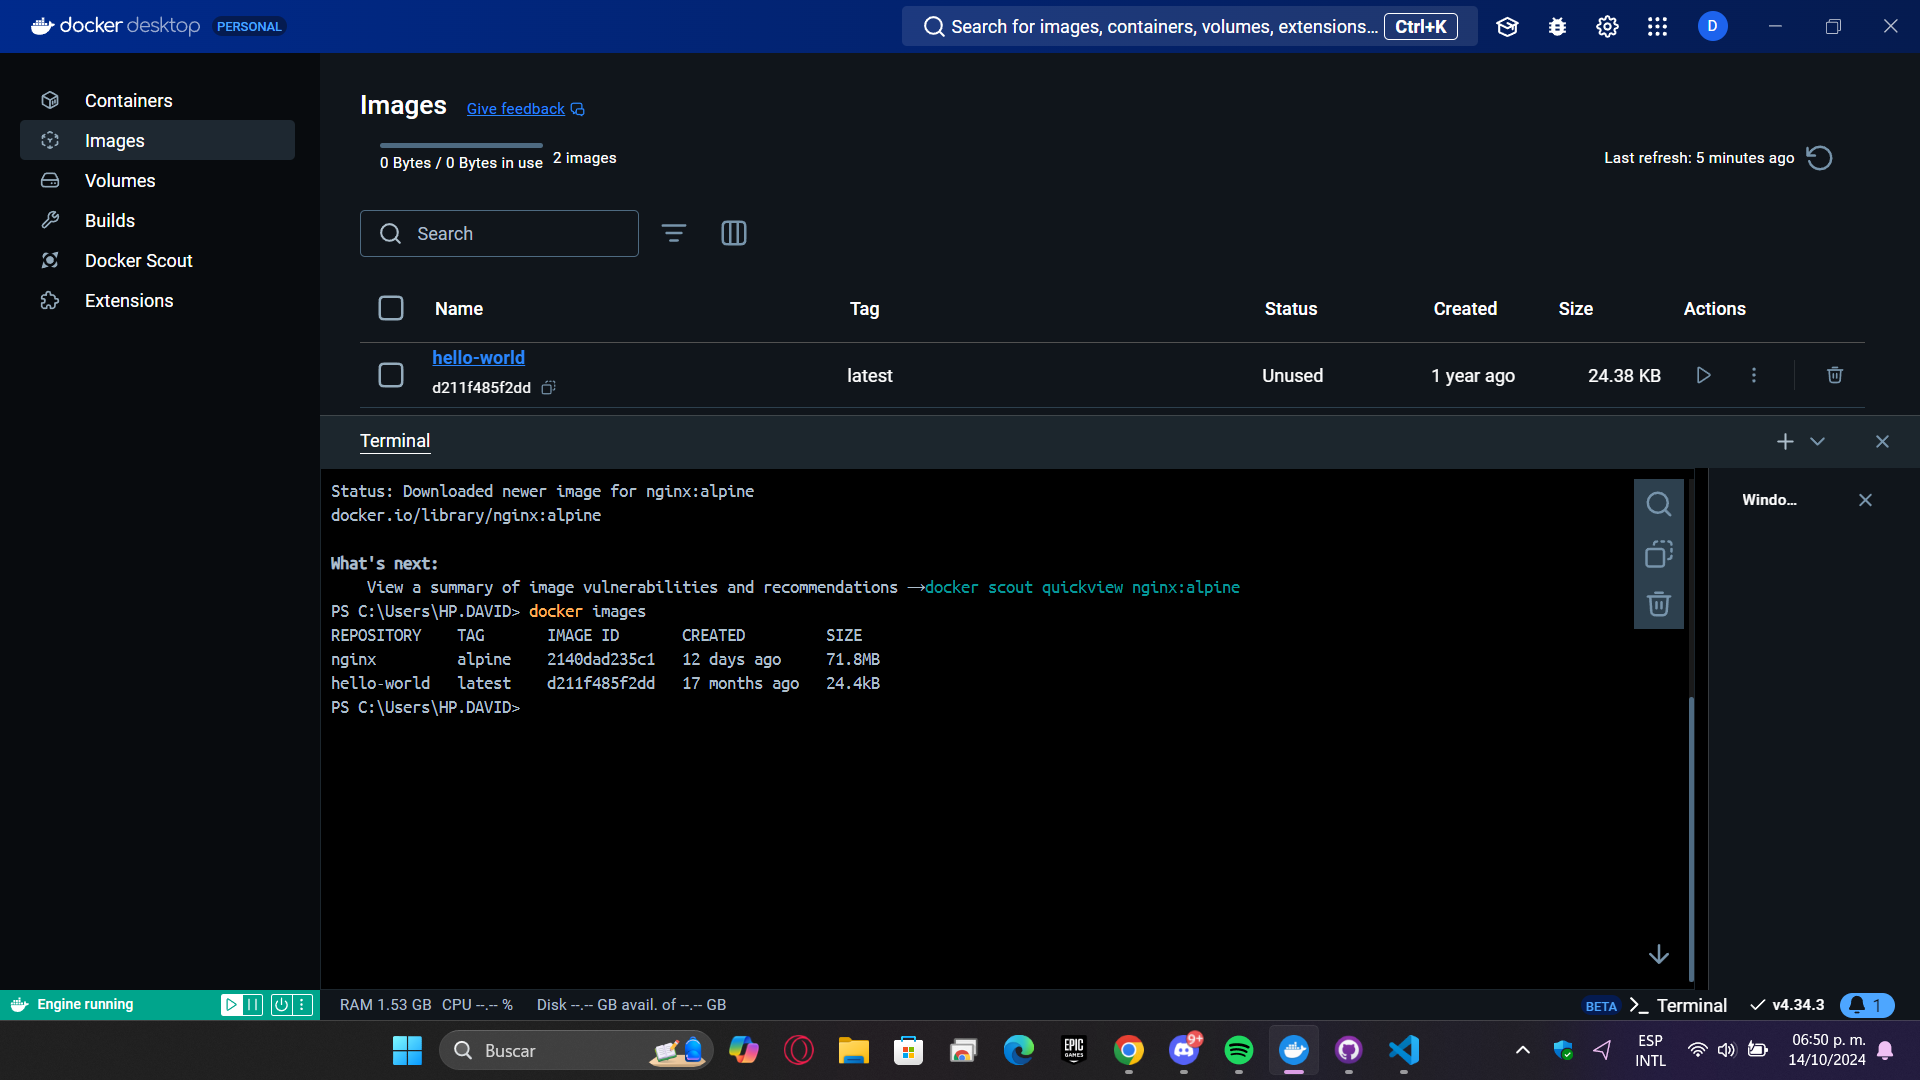 docker desktop PERSONAL
Search for images, containers, volumes, extensions... Ctrl+K
D
Containers
Images
Volumes
Builds
Docker Scout
Extensions
Images Give feedback
0 Bytes / 0 Bytes in use 2 images
Last refresh: 5 minutes ago
Search
Name Tag Status Created Size Actions
hello-world
d211f485f2dd
latest Unused 1 year ago 24.38 KB
Terminal
Status: Downloaded newer image for nginx:alpine
docker.io/library/nginx:alpine
What's next:
View a summary of image vulnerabilities and recommendations →docker scout quickview nginx:alpine
PS C:\Users\HP.DAVID> docker images
REPOSITORY TAG IMAGE ID CREATED SIZE
nginx alpine 2140dad235c1 12 days ago 71.8MB
hello-world latest d211f485f2dd 17 months ago 24.4kB
PS C:\Users\HP.DAVID>
Windo...
Engine running
RAM 1.53 GB CPU --.-- % Disk --.-- GB avail. of --.-- GB
BETA >_ Terminal v4.34.3 1
Buscar
EPIC GAMES
9+
ESP
INTL
06:50 p. m.
14/10/2024